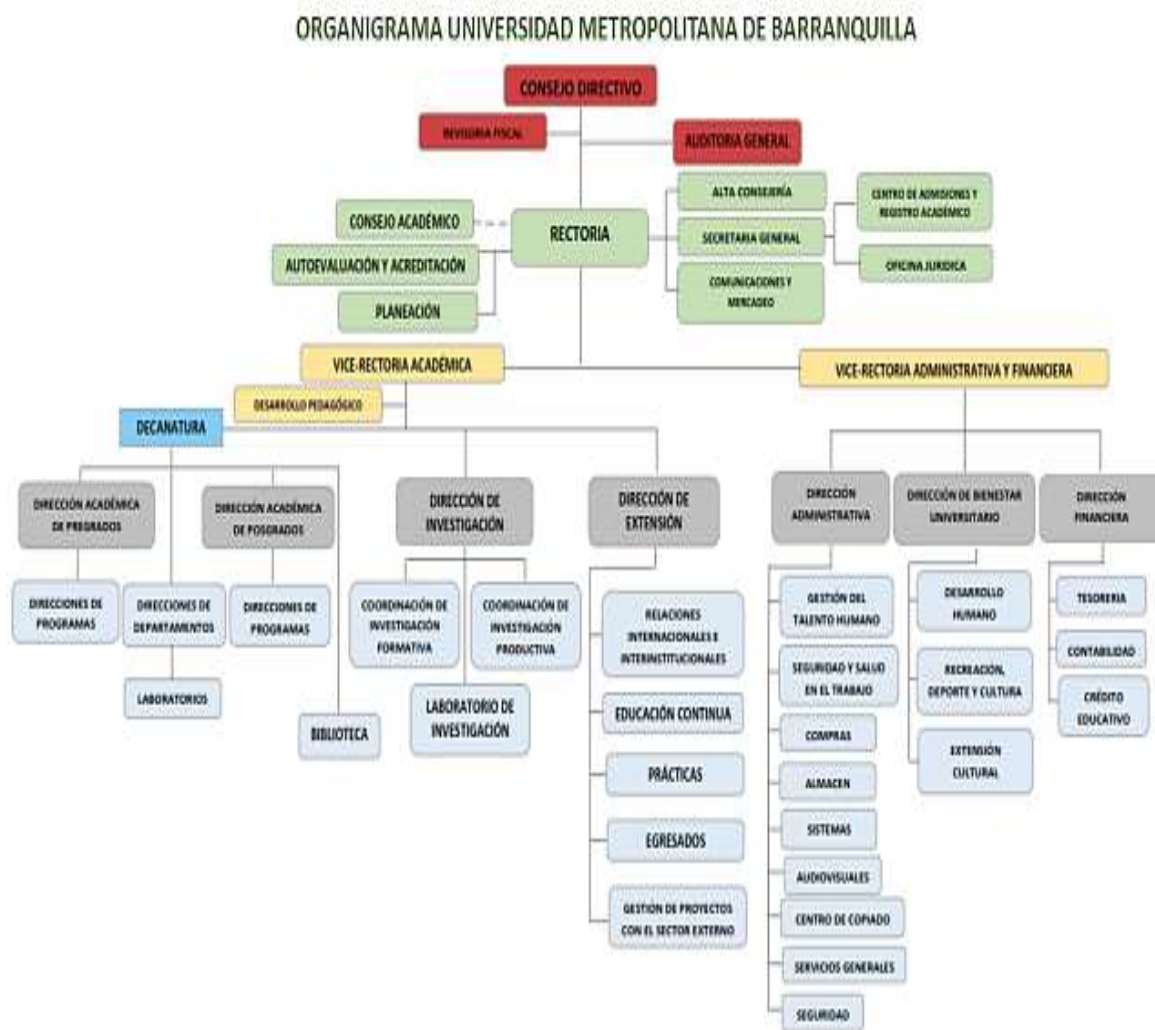 ORGANIGRAMA UNIVERSIDAD METROPOLITANA DE BARRANQUILLA
CONSEJO DIRECTIVO
REVISORIA FISCAL
AUDITORIA GENERAL
CONSEJO ACADÉMICO
AUTOEVALUACIÓN Y ACREDITACIÓN
PLANEACIÓN
RECTORIA
ALTA CONSEJERÍA
SECRETARIA GENERAL
COMUNICACIONES Y
MERCADEO
CENTRO DE ADMISIONES Y
REGISTRO ACADÉMICO
OFICINA JURIDICA
VICE-RECTORIA ACADÉMICA
VICE-RECTORIA ADMINISTRATIVA Y FINANCIERA
DESARROLLO PEDAGÓGICO
DECANATURA
DIRECCIÓN ACADÉMICA
DE PREGRADOS
DIRECCIÓN ACADÉMICA
DE POSGRADOS
DIRECCIÓN DE
INVESTIGACIÓN
DIRECCIÓN DE
EXTENSIÓN
DIRECCIÓN
ADMINISTRATIVA
DIRECCIÓN DE BIENESTAR
UNIVERSITARIO
DIRECCIÓN
FINANCIERA
DIRECCIONES DE
PROGRAMAS
DIRECCIONES DE
DEPARTAMENTOS
DIRECCIONES DE
PROGRAMAS
LABORATORIOS
BIBLIOTECA
COORDINACIÓN DE
INVESTIGACIÓN
FORMATIVA
COORDINACIÓN DE
INVESTIGACIÓN
PRODUCTIVA
LABORATORIO DE
INVESTIGACIÓN
RELACIONES
INTERNACIONALES E
INTERINSTITUCIONALES
EDUCACIÓN CONTINUA
PRÁCTICAS
EGRESADOS
GESTIÓN DE PROYECTOS
CON EL SECTOR EXTERNO
GESTIÓN DEL
TALENTO HUMANO
SEGURIDAD Y SALUD
EN EL TRABAJO
COMPRAS
ALMACEN
SISTEMAS
AUDIOVISUALES
CENTRO DE COPIADO
SERVICIOS GENERALES
SEGURIDAD
DESARROLLO
HUMANO
RECREACIÓN,
DEPORTE Y CULTURA
EXTENSIÓN
CULTURAL
TESORERIA
CONTABILIDAD
CRÉDITO
EDUCATIVO